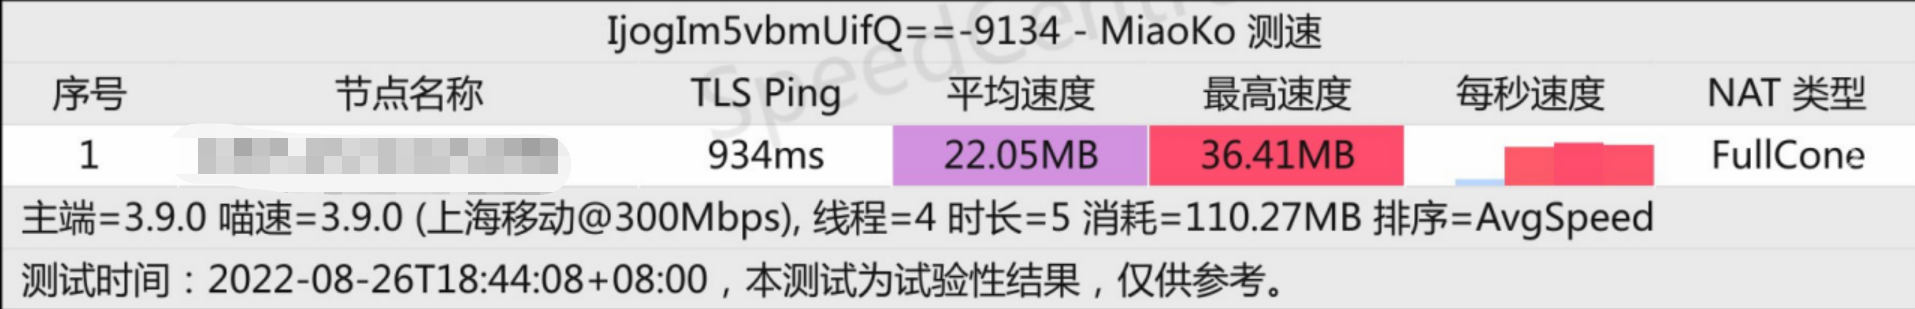 IjogIm5vbmUifQ==-9134 - MiaoKo 测速
序号 节点名称 TLS Ping 平均速度 最高速度 每秒速度 NAT 类型
1 934ms 22.05MB 36.41MB FullCone
主端=3.9.0 喵速=3.9.0 (上海移动@300Mbps), 线程=4 时长=5 消耗=110.27MB 排序=AvgSpeed
测试时间：2022-08-26T18:44:08+08:00，本测试为试验性结果，仅供参考。